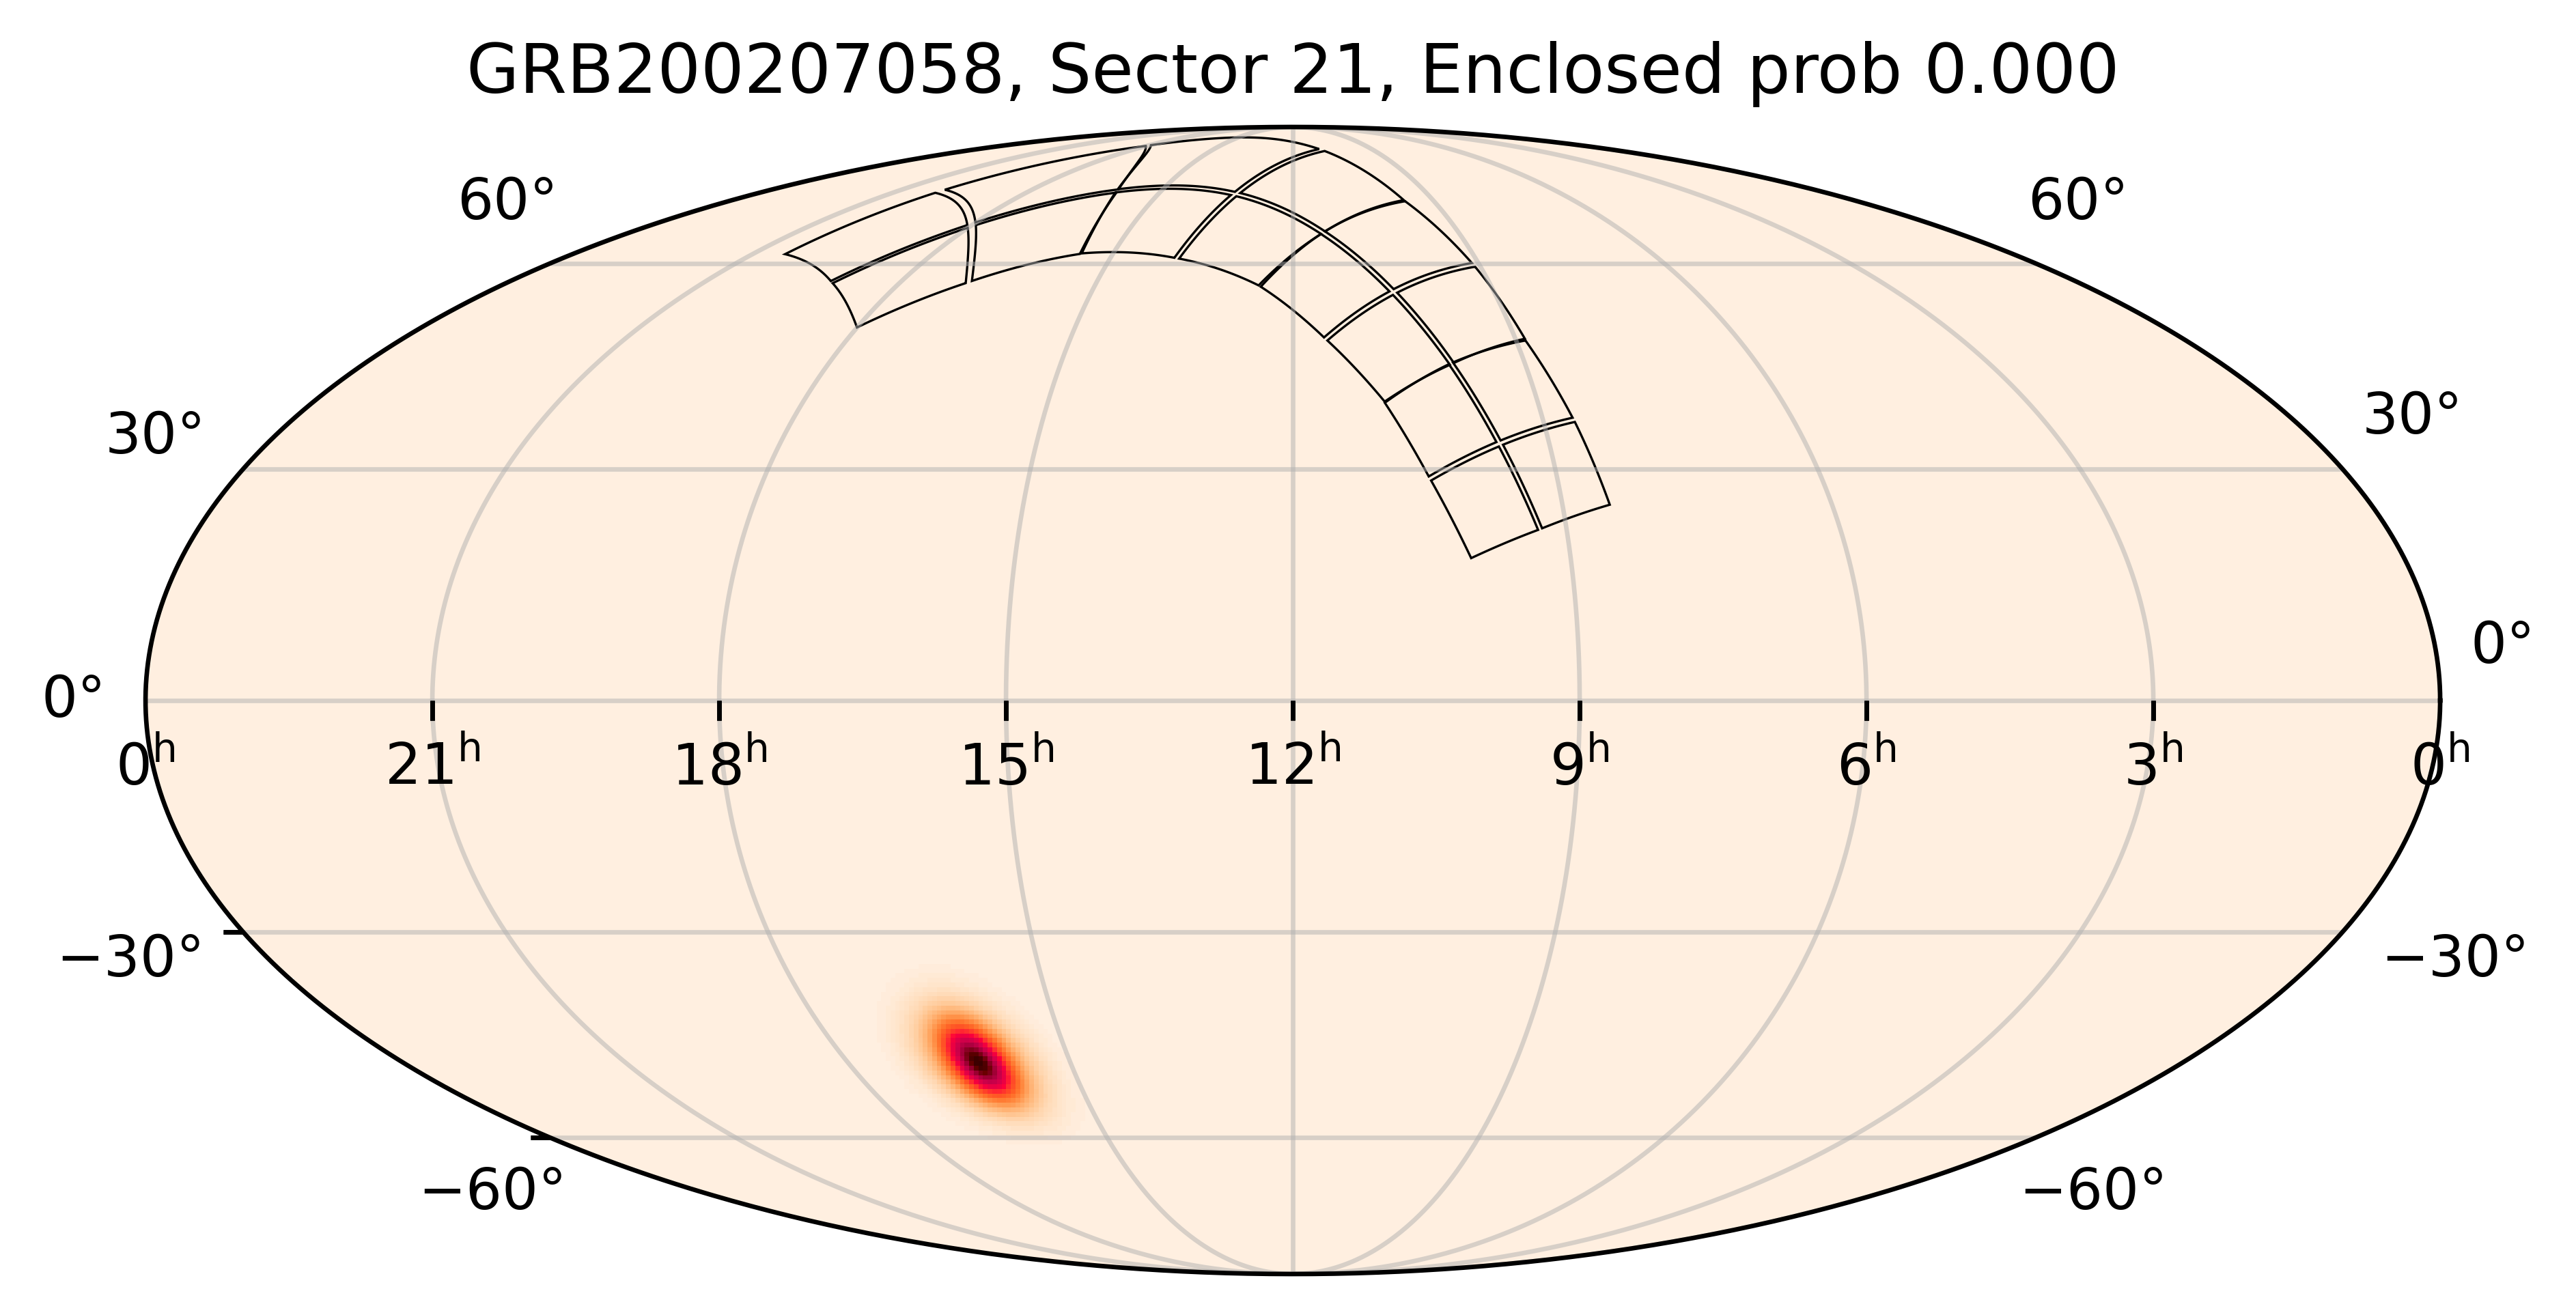 GRB200207058, Sector 21, Enclosed prob 0.000
60° 60°
30° 30°
0° 0°
0ʰ 21ʰ 18ʰ 15ʰ 12ʰ 9ʰ 6ʰ 3ʰ 0ʰ
−30° −30°
−60° −60°